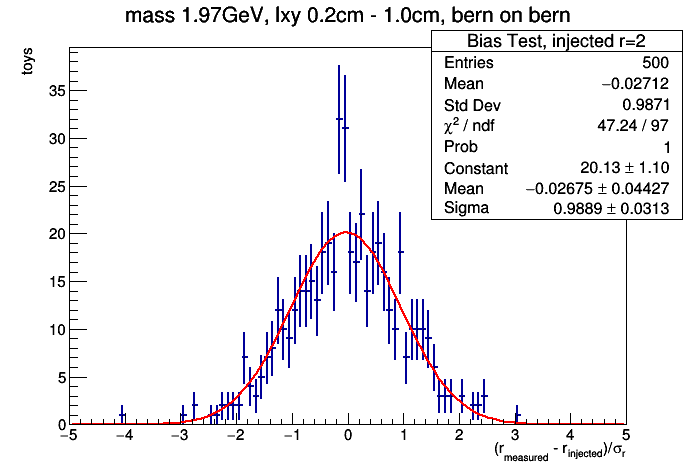 mass 1.97GeV, lxy 0.2cm - 1.0cm, bern on bern
toys
Bias Test, injected r=2
Entries 500
Mean −0.02712
Std Dev 0.9871
χ² / ndf 47.24 / 97
Prob 1
Constant 20.13 ± 1.10
Mean −0.02675 ± 0.04427
Sigma 0.9889 ± 0.0313
35
30
25
20
15
10
5
0
−5 −4 −3 −2 −1 0 1 2 3 4 5
(r_measured - r_injected)/σ_r